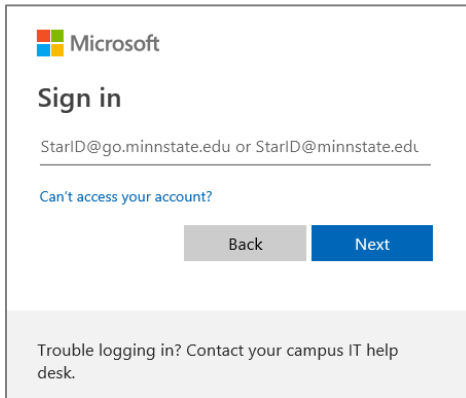 Microsoft
Sign in
StarID@go.minnstate.edu or StarID@minnstate.edu
Can't access your account?
Back
Next
Trouble logging in? Contact your campus IT help
desk.